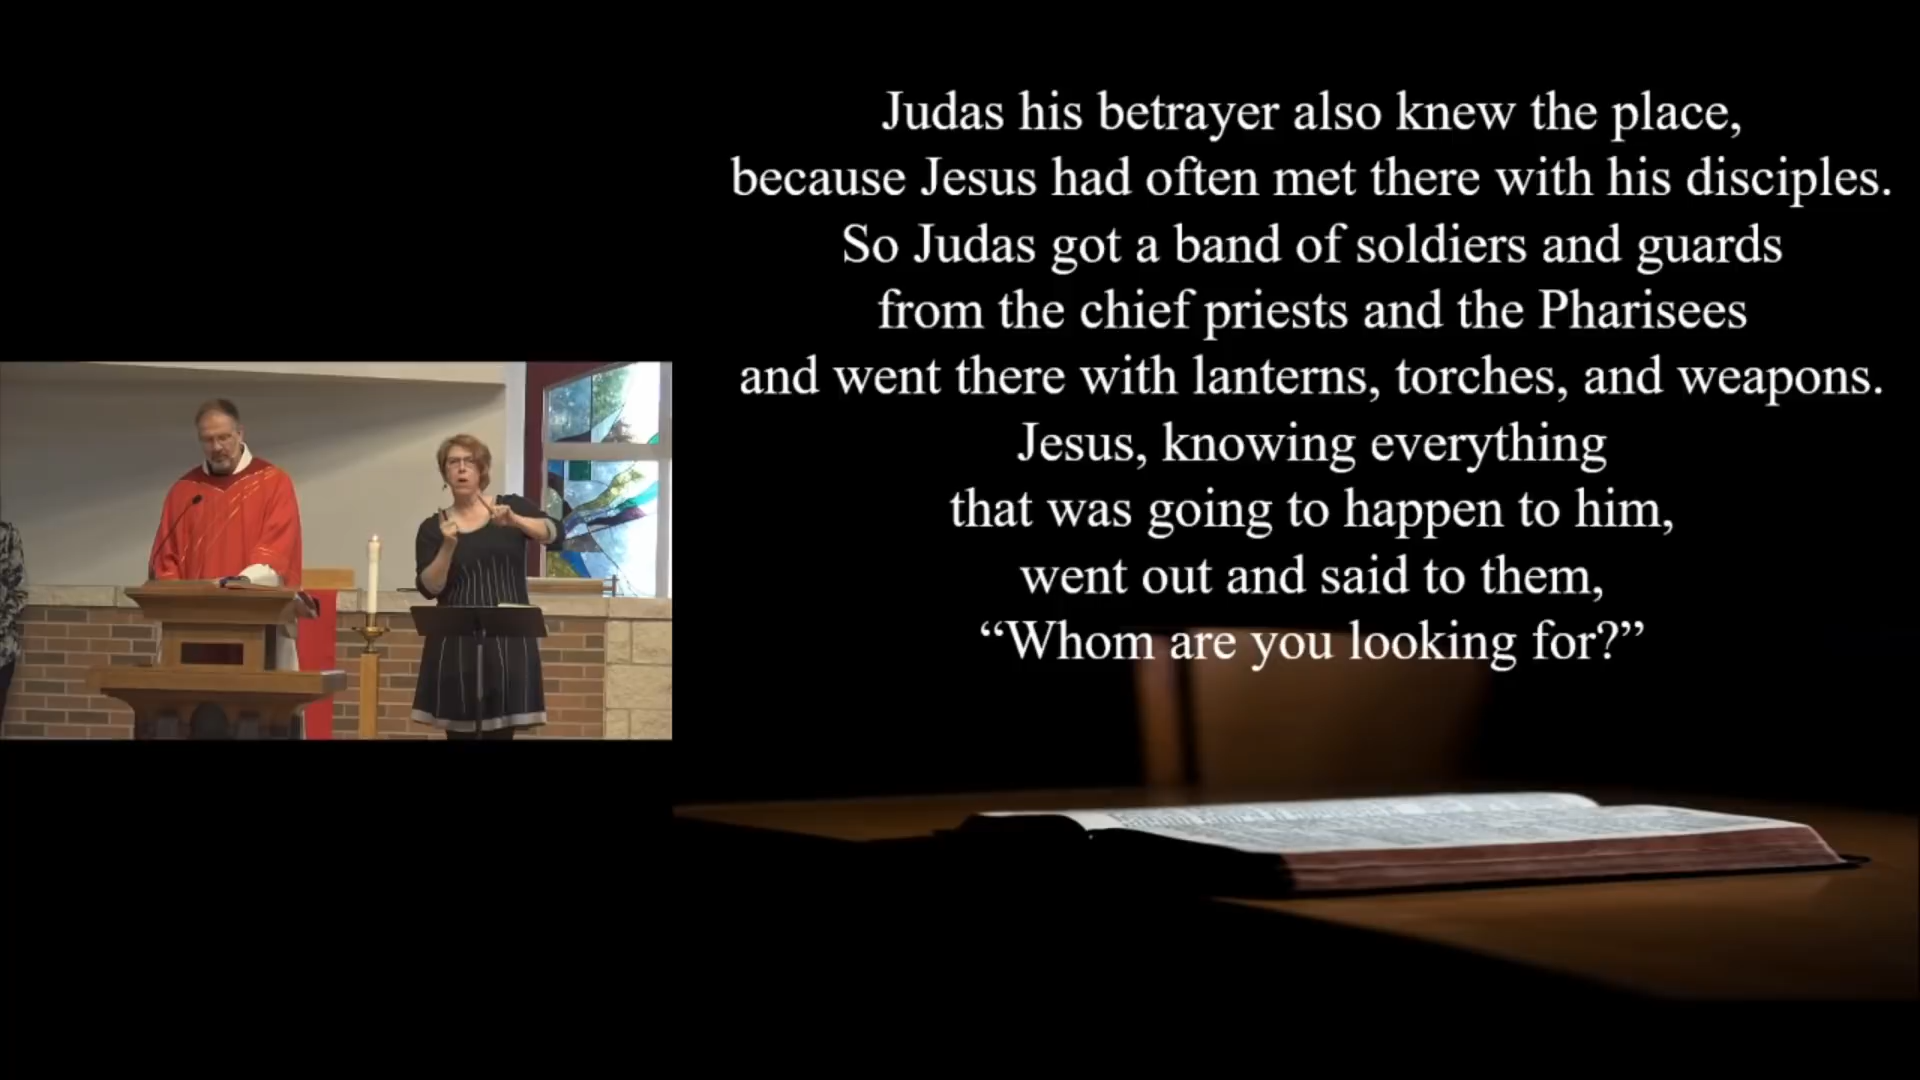 Judas his betrayer also knew the place,
because Jesus had often met there with his disciples.
So Judas got a band of soldiers and guards
from the chief priests and the Pharisees
and went there with lanterns, torches, and weapons.
Jesus, knowing everything
that was going to happen to him,
went out and said to them,
“Whom are you looking for?”